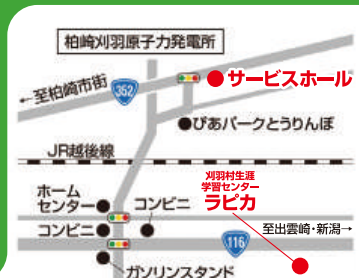 柏崎刈羽原子力発電所
←至柏崎市街
352
サービスホール
ぴあパークとうりんぼ
JR越後線
ホーム
センター
コンビニ
刈羽村生涯
学習センター
ラピカ
コンビニ
116
至出雲崎・新潟→
ガソリンスタンド